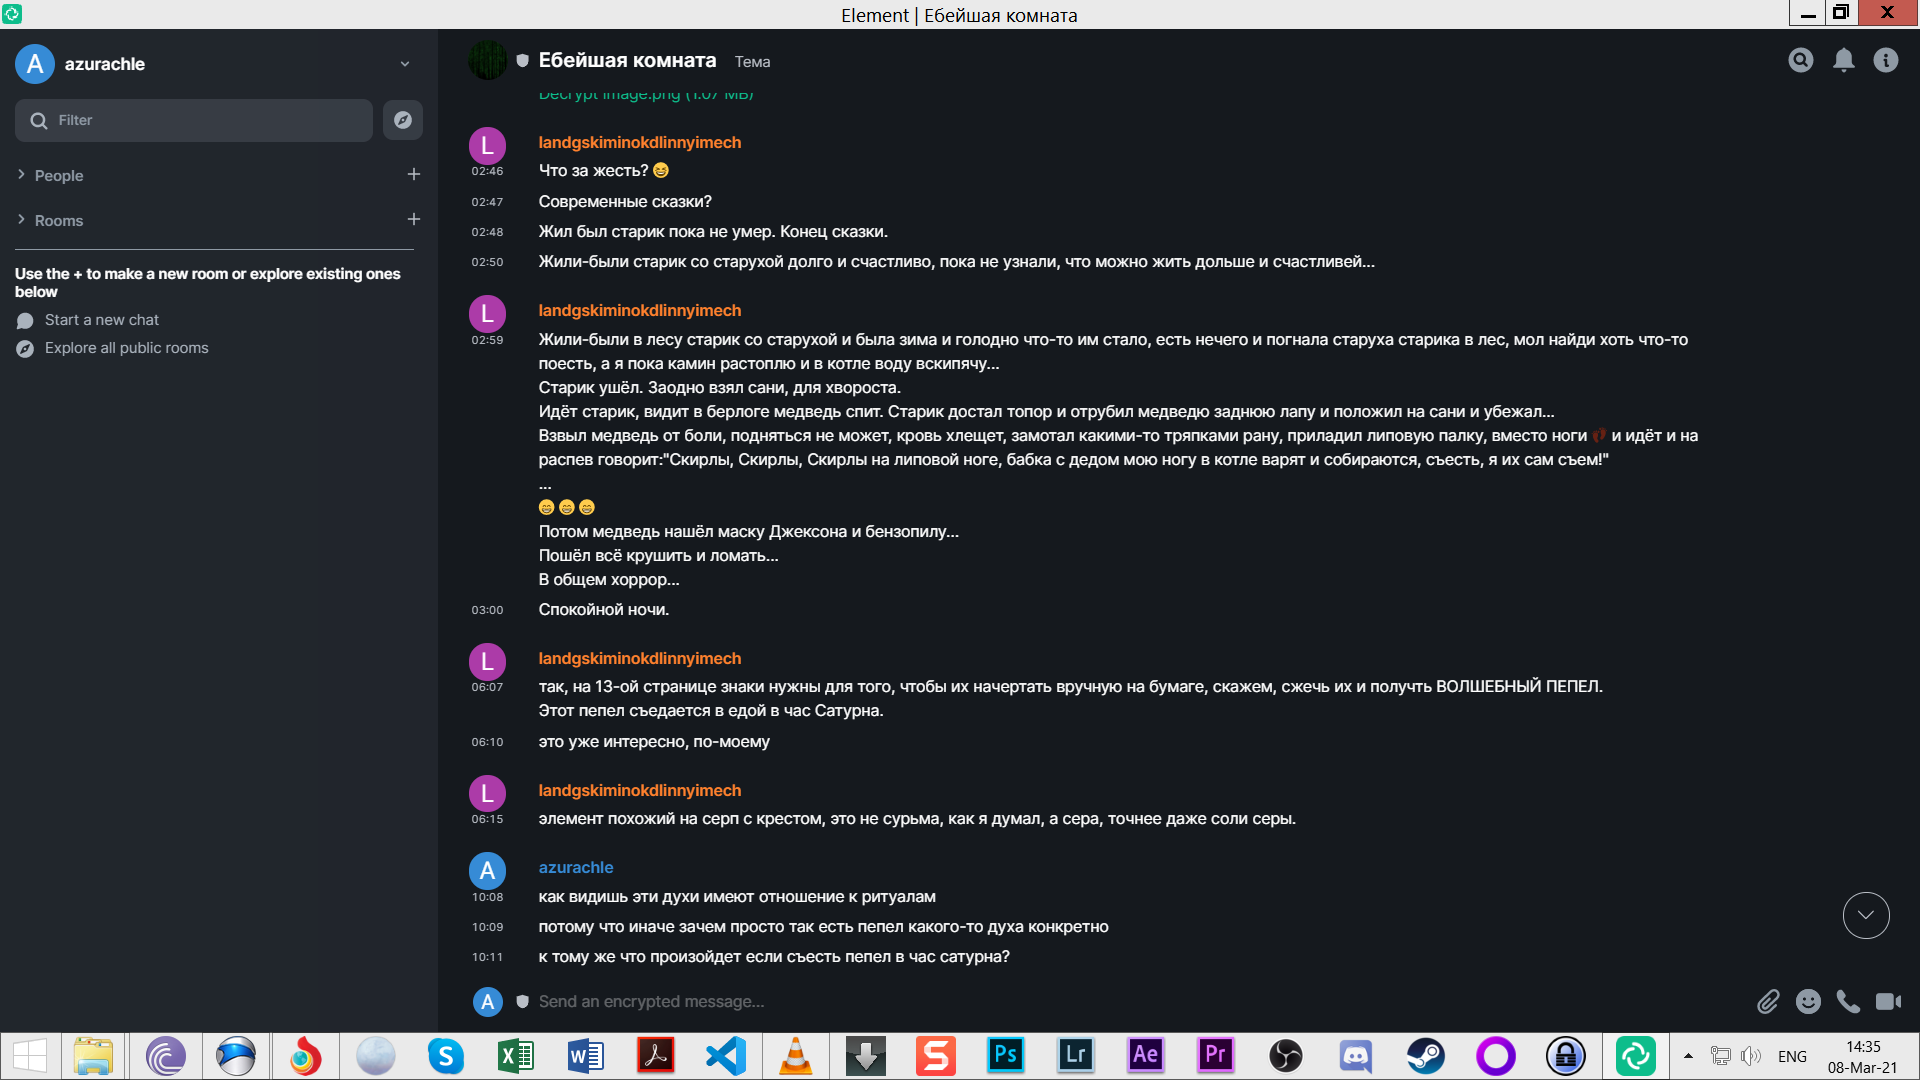 Element | Ебейшая комната
A
azurachle
Filter
People
Rooms
Use the + to make a new room or explore existing ones
below
Start a new chat
Explore all public rooms
Ебейшая комната
Тема
Decrypt image.png (1.07 MB)
L
landgskiminokdlinnyimech
02:46
Что за жесть? 😆
02:47
Современные сказки?
02:48
Жил был старик пока не умер. Конец сказки.
02:50
Жили-были старик со старухой долго и счастливо, пока не узнали, что можно жить дольше и счастливей...
L
landgskiminokdlinnyimech
02:59
Жили-были в лесу старик со старухой и была зима и голодно что-то им стало, есть нечего и погнала старуха старика в лес, мол найди хоть что-то
поесть, а я пока камин растоплю и в котле воду вскипячу...
Старик ушёл. Заодно взял сани, для хвороста.
Идёт старик, видит в берлоге медведь спит. Старик достал топор и отрубил медведю заднюю лапу и положил на сани и убежал...
Взвыл медведь от боли, подняться не может, кровь хлещет, замотал какими-то тряпками рану, приладил липовую палку, вместо ноги 👣 и идёт и на
распев говорит:"Скирлы, Скирлы, Скирлы на липовой ноге, бабка с дедом мою ногу в котле варят и собираются, съесть, я их сам съем!"
...
😁😁😁
Потом медведь нашёл маску Джексона и бензопилу...
Пошёл всё крушить и ломать...
В общем хоррор...
03:00
Спокойной ночи.
L
landgskiminokdlinnyimech
06:07
так, на 13-ой странице знаки нужны для того, чтобы их начертать вручную на бумаге, скажем, сжечь их и получть ВОЛШЕБНЫЙ ПЕПЕЛ.
Этот пепел съедается в едой в час Сатурна.
06:10
это уже интересно, по-моему
L
landgskiminokdlinnyimech
06:15
элемент похожий на серп с крестом, это не сурьма, как я думал, а сера, точнее даже соли серы.
A
azurachle
10:08
как видишь эти духи имеют отношение к ритуалам
10:09
потому что иначе зачем просто так есть пепел какого-то духа конкретно
10:11
к тому же что произойдет если съесть пепел в час сатурна?
A
Send an encrypted message...
S
X
W
S
Ps
Lr
Ae
Pr
ENG
14:35
08-Mar-21